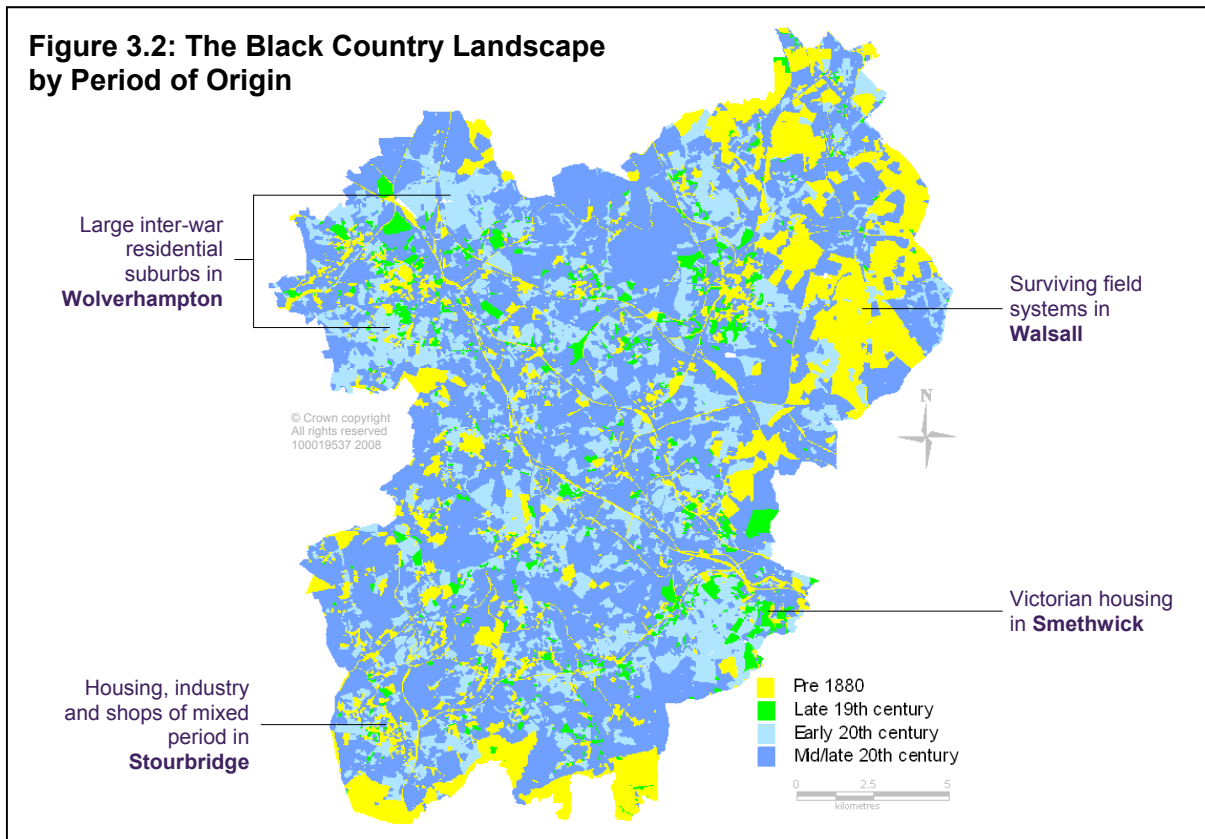 Figure 3.2: The Black Country Landscape
by Period of Origin
Large inter-war
residential
suburbs in
Wolverhampton
Surviving field
systems in
Walsall
© Crown copyright
All rights reserved
100019537 2008
N
Victorian housing
in Smethwick
Housing, industry
and shops of mixed
period in
Stourbridge
Pre 1880
Late 19th century
Early 20th century
Mid/late 20th century
0 2.5 5
kilometres